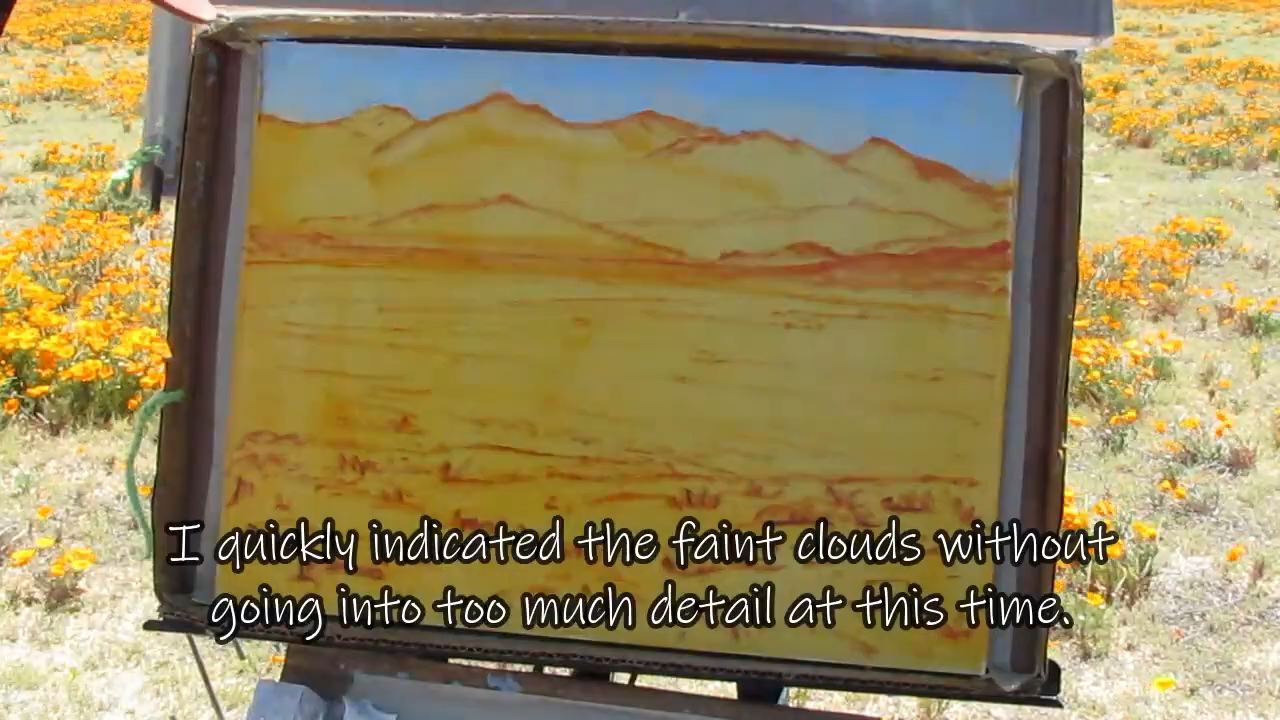 I quickly indicated the faint clouds without
going into too much detail at this time.